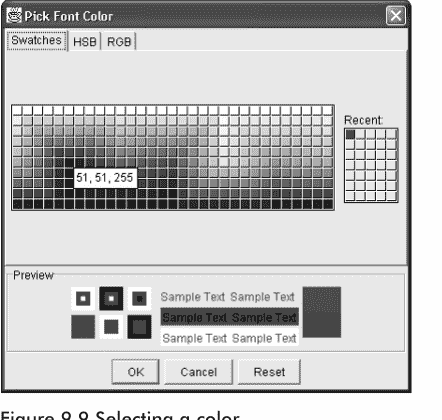 Pick Font Color
Swatches HSB RGB
Recent:
51, 51, 255
Preview
Sample Text Sample Text
Sample Text Sample Text
Sample Text Sample Text
OK Cancel Reset
Figure 9.9 Selecting a color